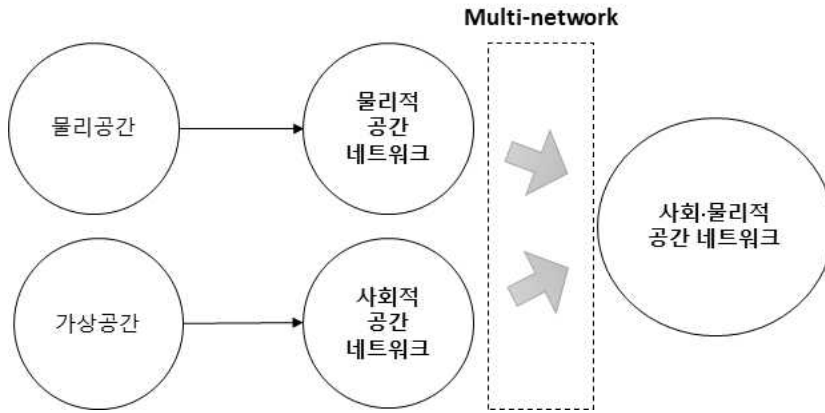 Multi-network
물리공간
물리적
공간
네트워크
가상공간
사회적
공간
네트워크
사회·물리적
공간 네트워크